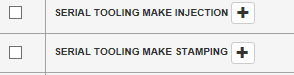 SERIAL TOOLING MAKE INJECTION
SERIAL TOOLING MAKE STAMPING